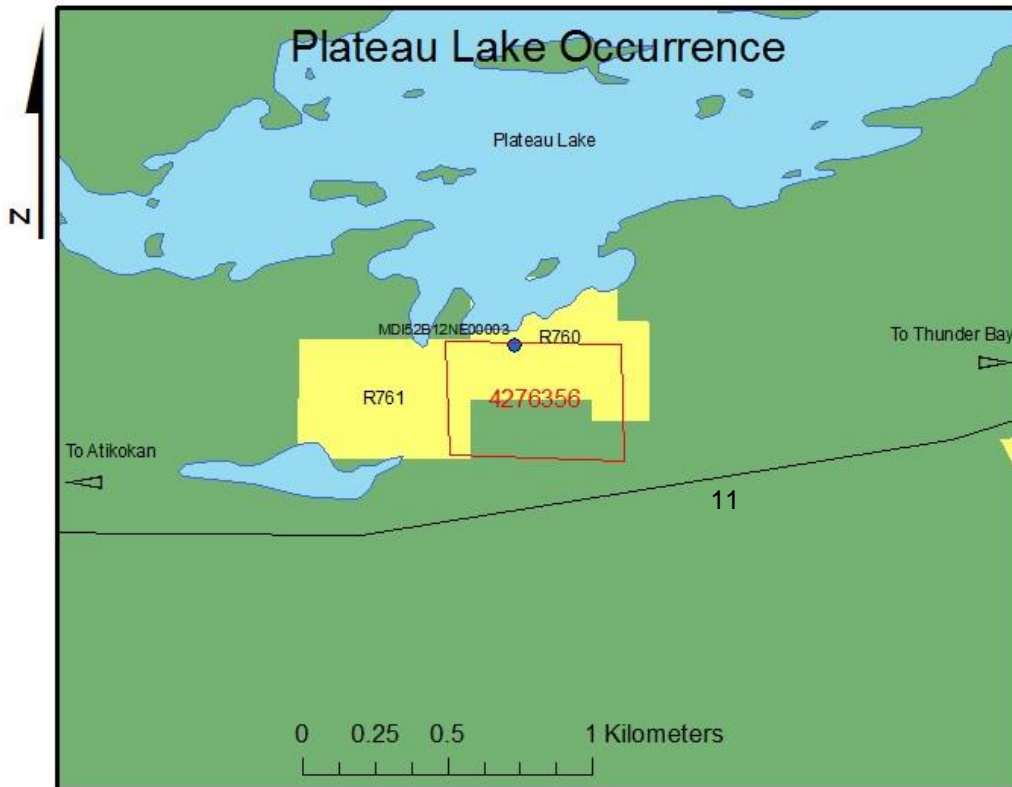 Plateau Lake Occurrence
N
Plateau Lake
MDI52B12NE00003
R760
To Thunder Bay
R761
4276356
To Atikokan
11
0 0.25 0.5 1 Kilometers